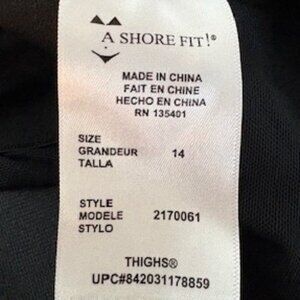 A SHORE FIT!®
MADE IN CHINA
FAIT EN CHINE
HECHO EN CHINA
RN 135401
SIZE
GRANDEUR 14
TALLA
STYLE
MODELE 2170061
STYLO
THIGHS®
UPC#842031178859